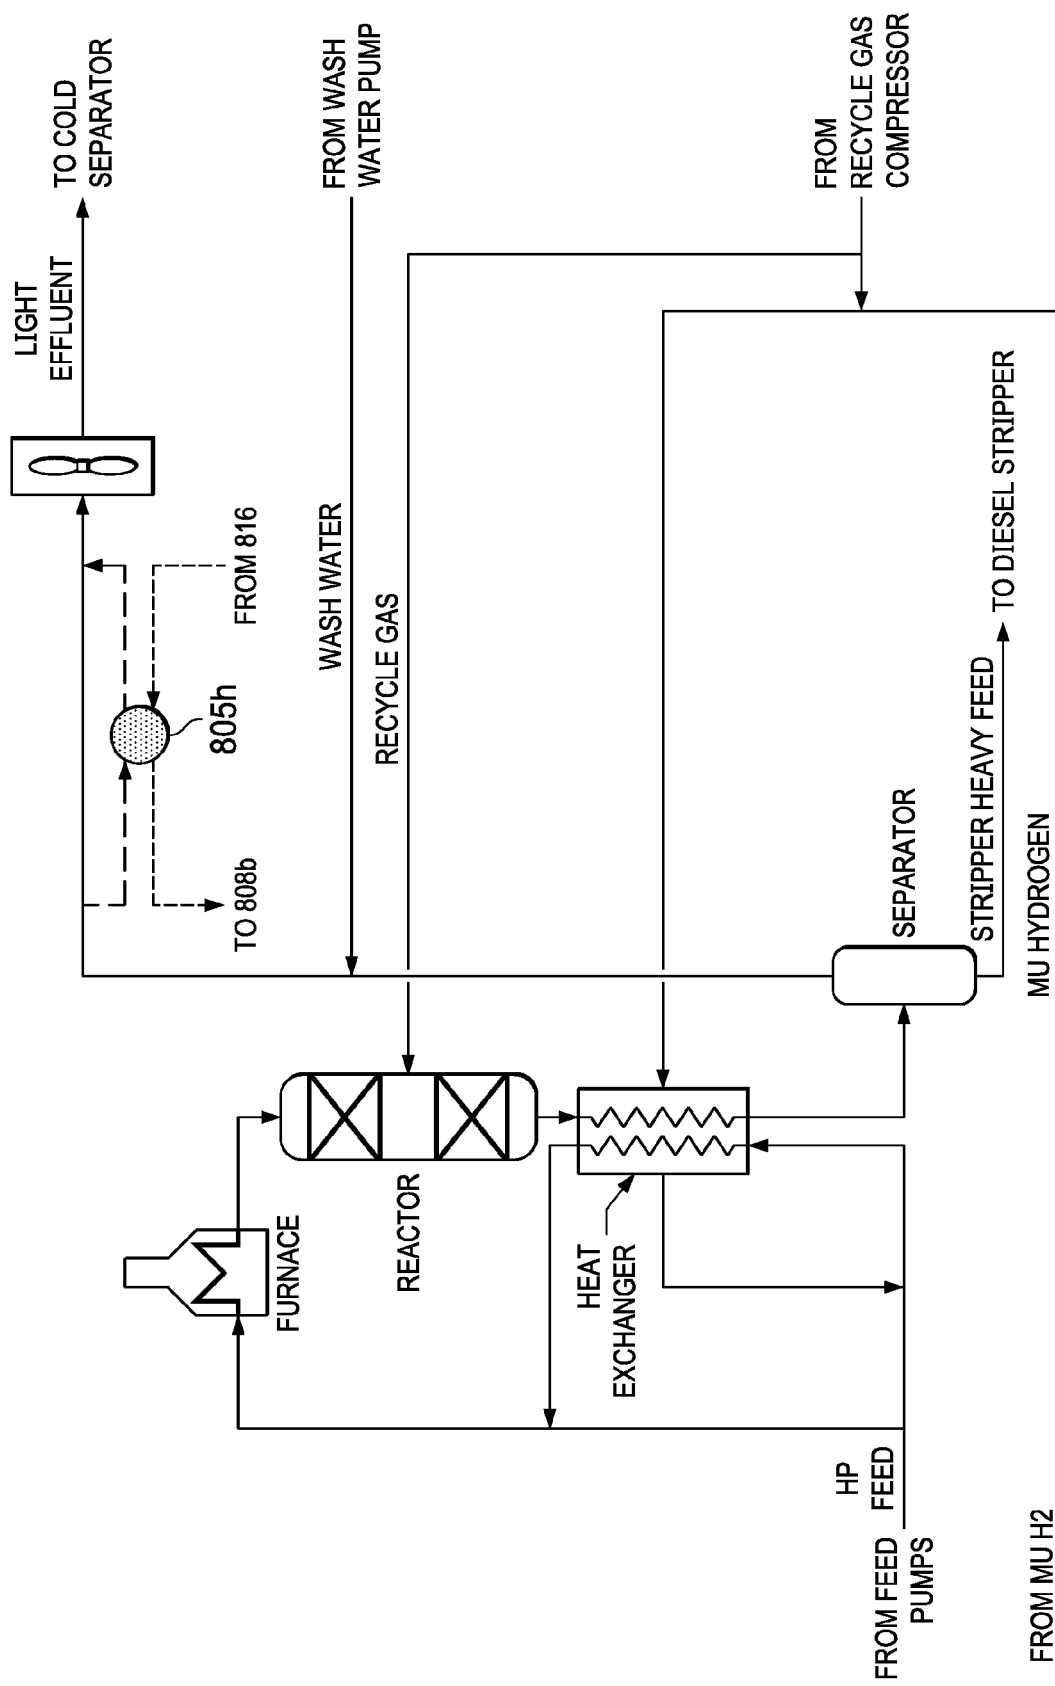 LIGHT
EFFLUENT
TO COLD
SEPARATOR
FROM 816
805h
TO 808b
WASH WATER
FROM WASH
WATER PUMP
RECYCLE GAS
FURNACE
REACTOR
HEAT
EXCHANGER
FROM
RECYCLE GAS
COMPRESSOR
SEPARATOR
STRIPPER HEAVY FEED
TO DIESEL STRIPPER
HP
FEED
FROM FEED
PUMPS
MU HYDROGEN
FROM MU H2